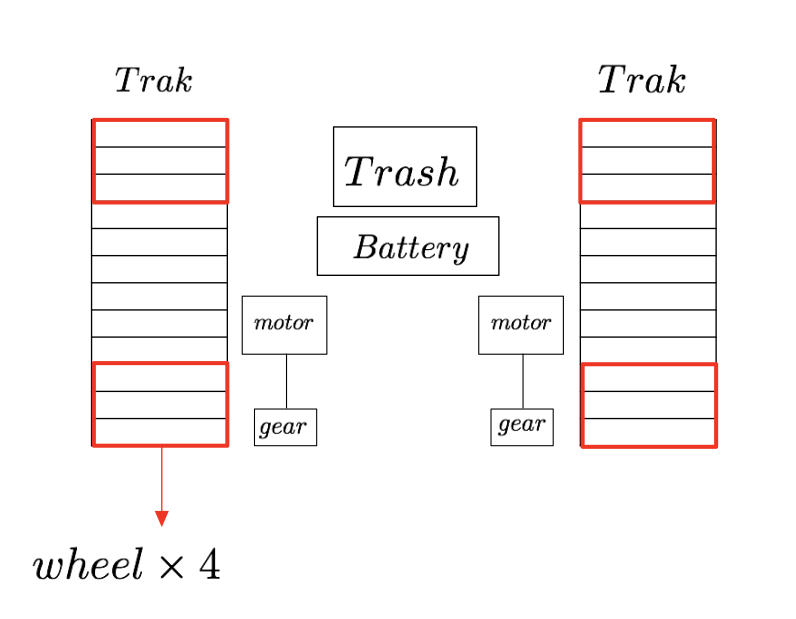 Trak
Trak
Trash
Battery
motor
motor
gear
gear
wheel × 4